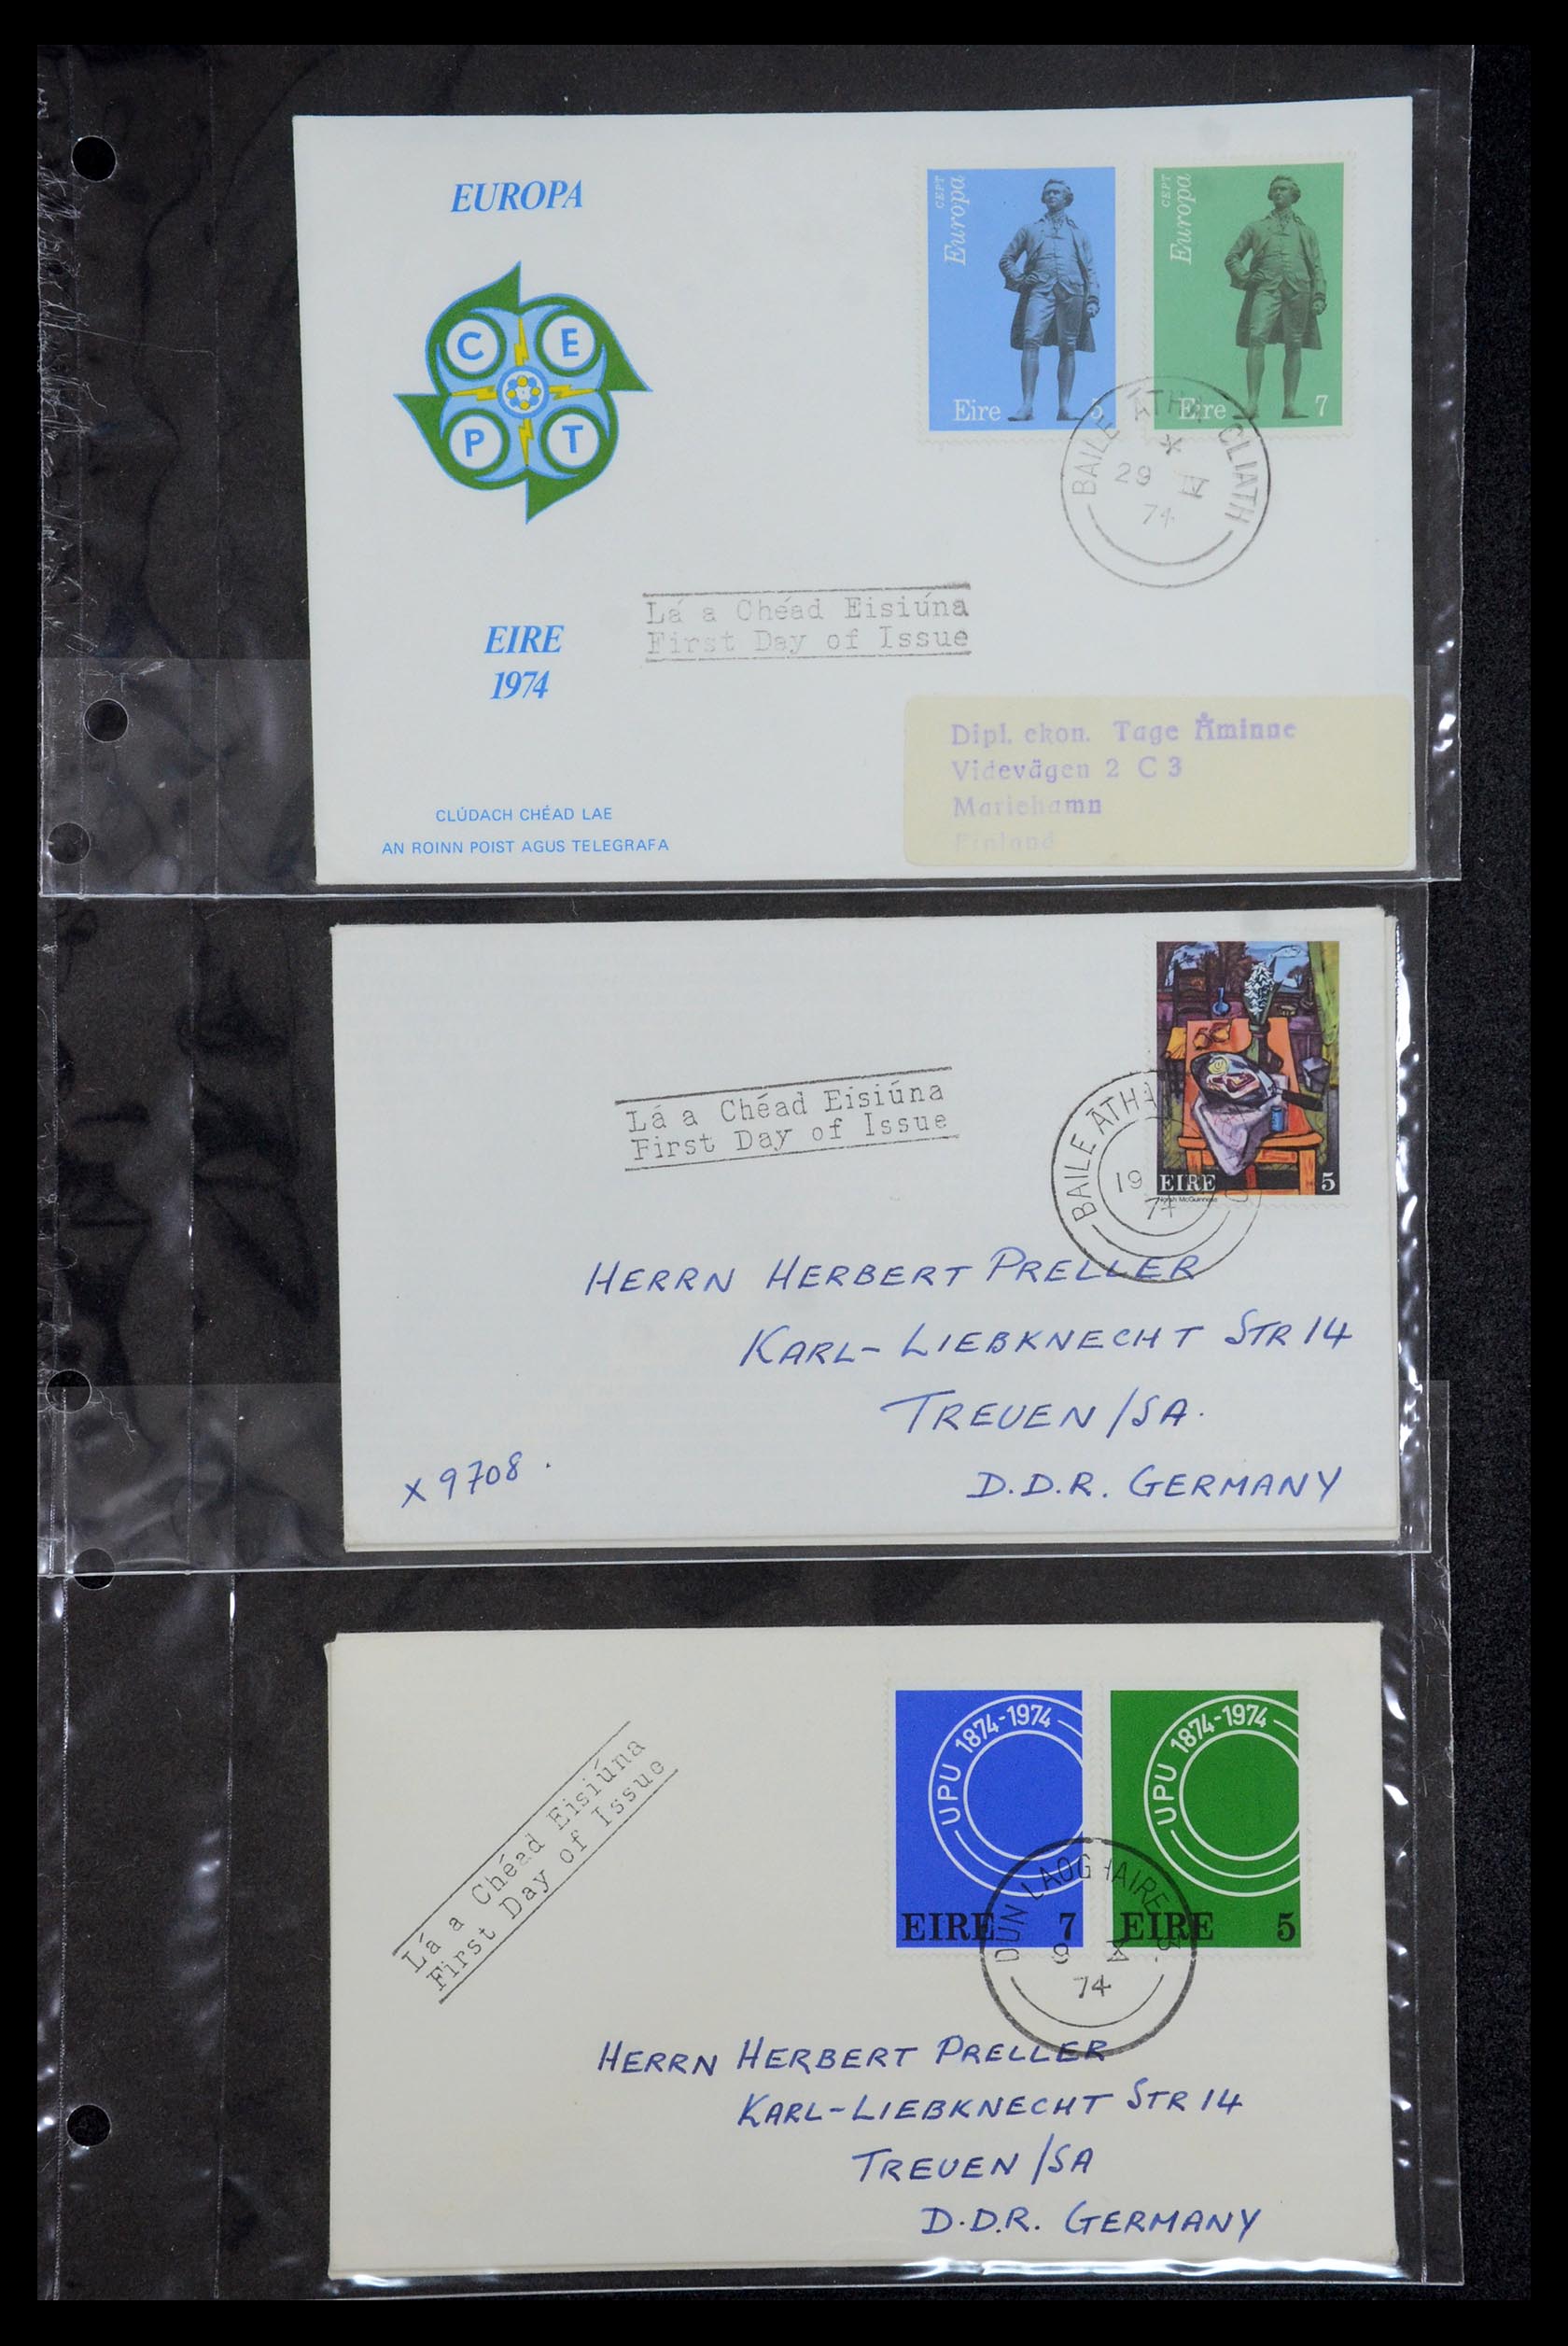 EUROPA
C E
P T
EIRE
1974
CLÚDACH CHÉAD LAE
AN ROINN POIST AGUS TELEGRAFA
CEPT
Europa
Eire 5
CEPT
Europa
Eire 7
BAILE ÁTHA CLIATH
29 IV
74
Lá a Chéad Eisiúna
First Day of Issue
Dipl. ekon. Tage Åminne
Videvägen 2 C 3
Mariehamn
Finland
EIRE 5
Norah McGuinness
BAILE ÁTHA
19
74
Lá a Chéad Eisiúna
First Day of Issue
HERRN HERBERT PRELLER
KARL-LIEBKNECHT STR 14
TREUEN/SA.
D.D.R. GERMANY
X 9708.
UPU 1874-1974
EIRE 7
UPU 1874-1974
EIRE 5
DÚN LAOGHAIRE
9 X
74
Lá a Chéad Eisiúna
First Day of Issue
HERRN HERBERT PRELLER
KARL-LIEBKNECHT STR 14
TREUEN/SA
D.D.R. GERMANY